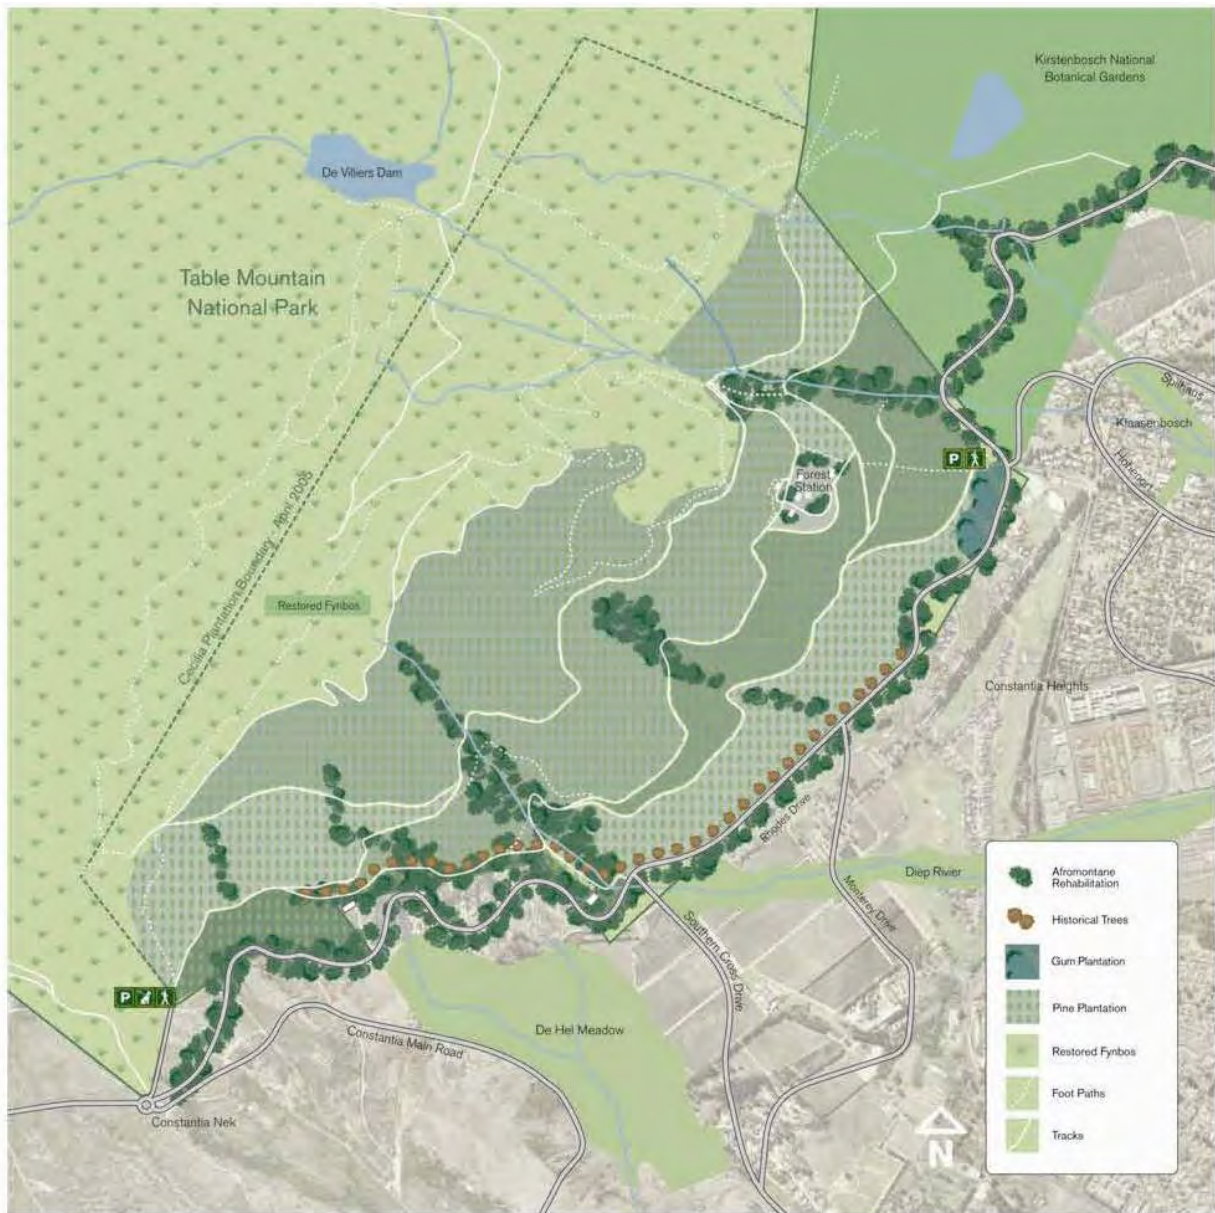 Kirstenbosch National
Botanical Gardens
De Villiers Dam
Table Mountain
National Park
Spilhaus
Klaasenbosch
Hohenort
P
Forest
Station
Cecilia Plantation Boundary - April 2005
Restored Fynbos
Constantia Heights
Rhodes Drive
Diep Rivier
Monterey Drive
Southern Cross Drive
P
De Hel Meadow
Constantia Main Road
Constantia Nek
N
Afromontane
Rehabilitation
Historical Trees
Gum Plantation
Pine Plantation
Restored Fynbos
Foot Paths
Tracks